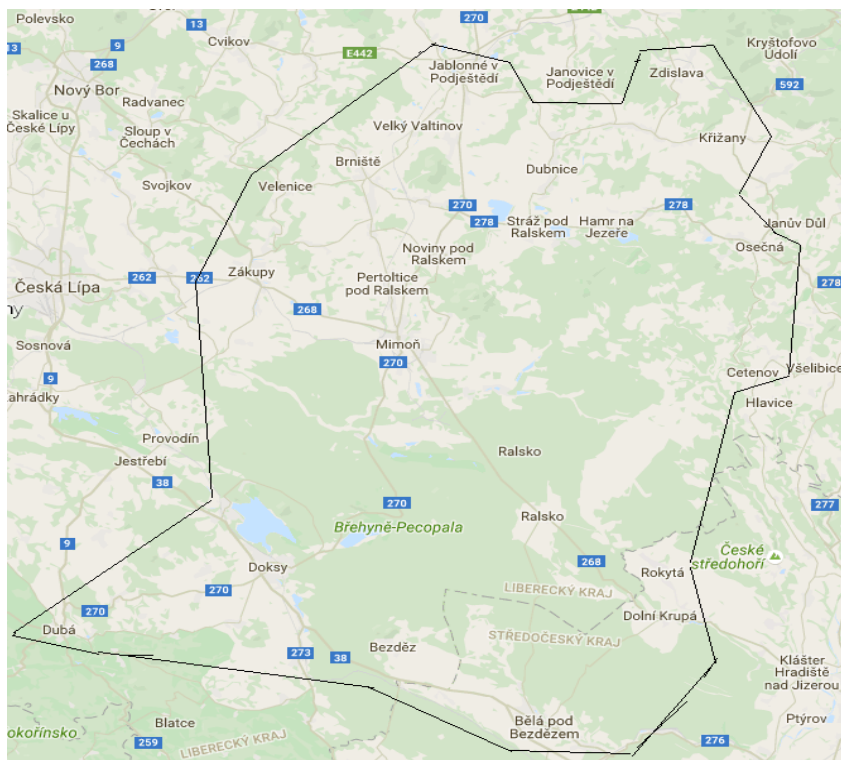 Polevsko
13
270
Kryštofovo
Údolí
13
9
Cvikov
E442
268
Jablonné v
Podještědí
Janovice v
Podještědí
Zdislava
592
Nový Bor
Radvanec
Skalice u
České Lípy
Sloup v
Čechách
Velký Valtinov
Křižany
Brniště
Dubnice
Svojkov
Velenice
270
278
278
Stráž pod
Ralskem
Hamr na
Jezeře
Janův Důl
Noviny pod
Ralskem
Osečná
262
262
Zákupy
Pertoltice
pod Ralskem
278
Česká Lípa
ny
268
Sosnová
Mimoň
270
9
Cetenov
Všelibice
ahrádky
Hlavice
Provodín
Jestřebí
Ralsko
38
270
277
Ralsko
Břehyně-Pecopala
9
České
středohoří
268
Doksy
Rokytá
270
LIBERECKÝ KRAJ
270
Dolní Krupá
Dubá
STŘEDOČESKÝ KRAJ
273
38
Bezděz
Klášter
Hradiště
nad Jizerou
Blatce
Bělá pod
Bezdězem
Ptýrov
okořínsko
259
LIBERECKÝ KRAJ
276